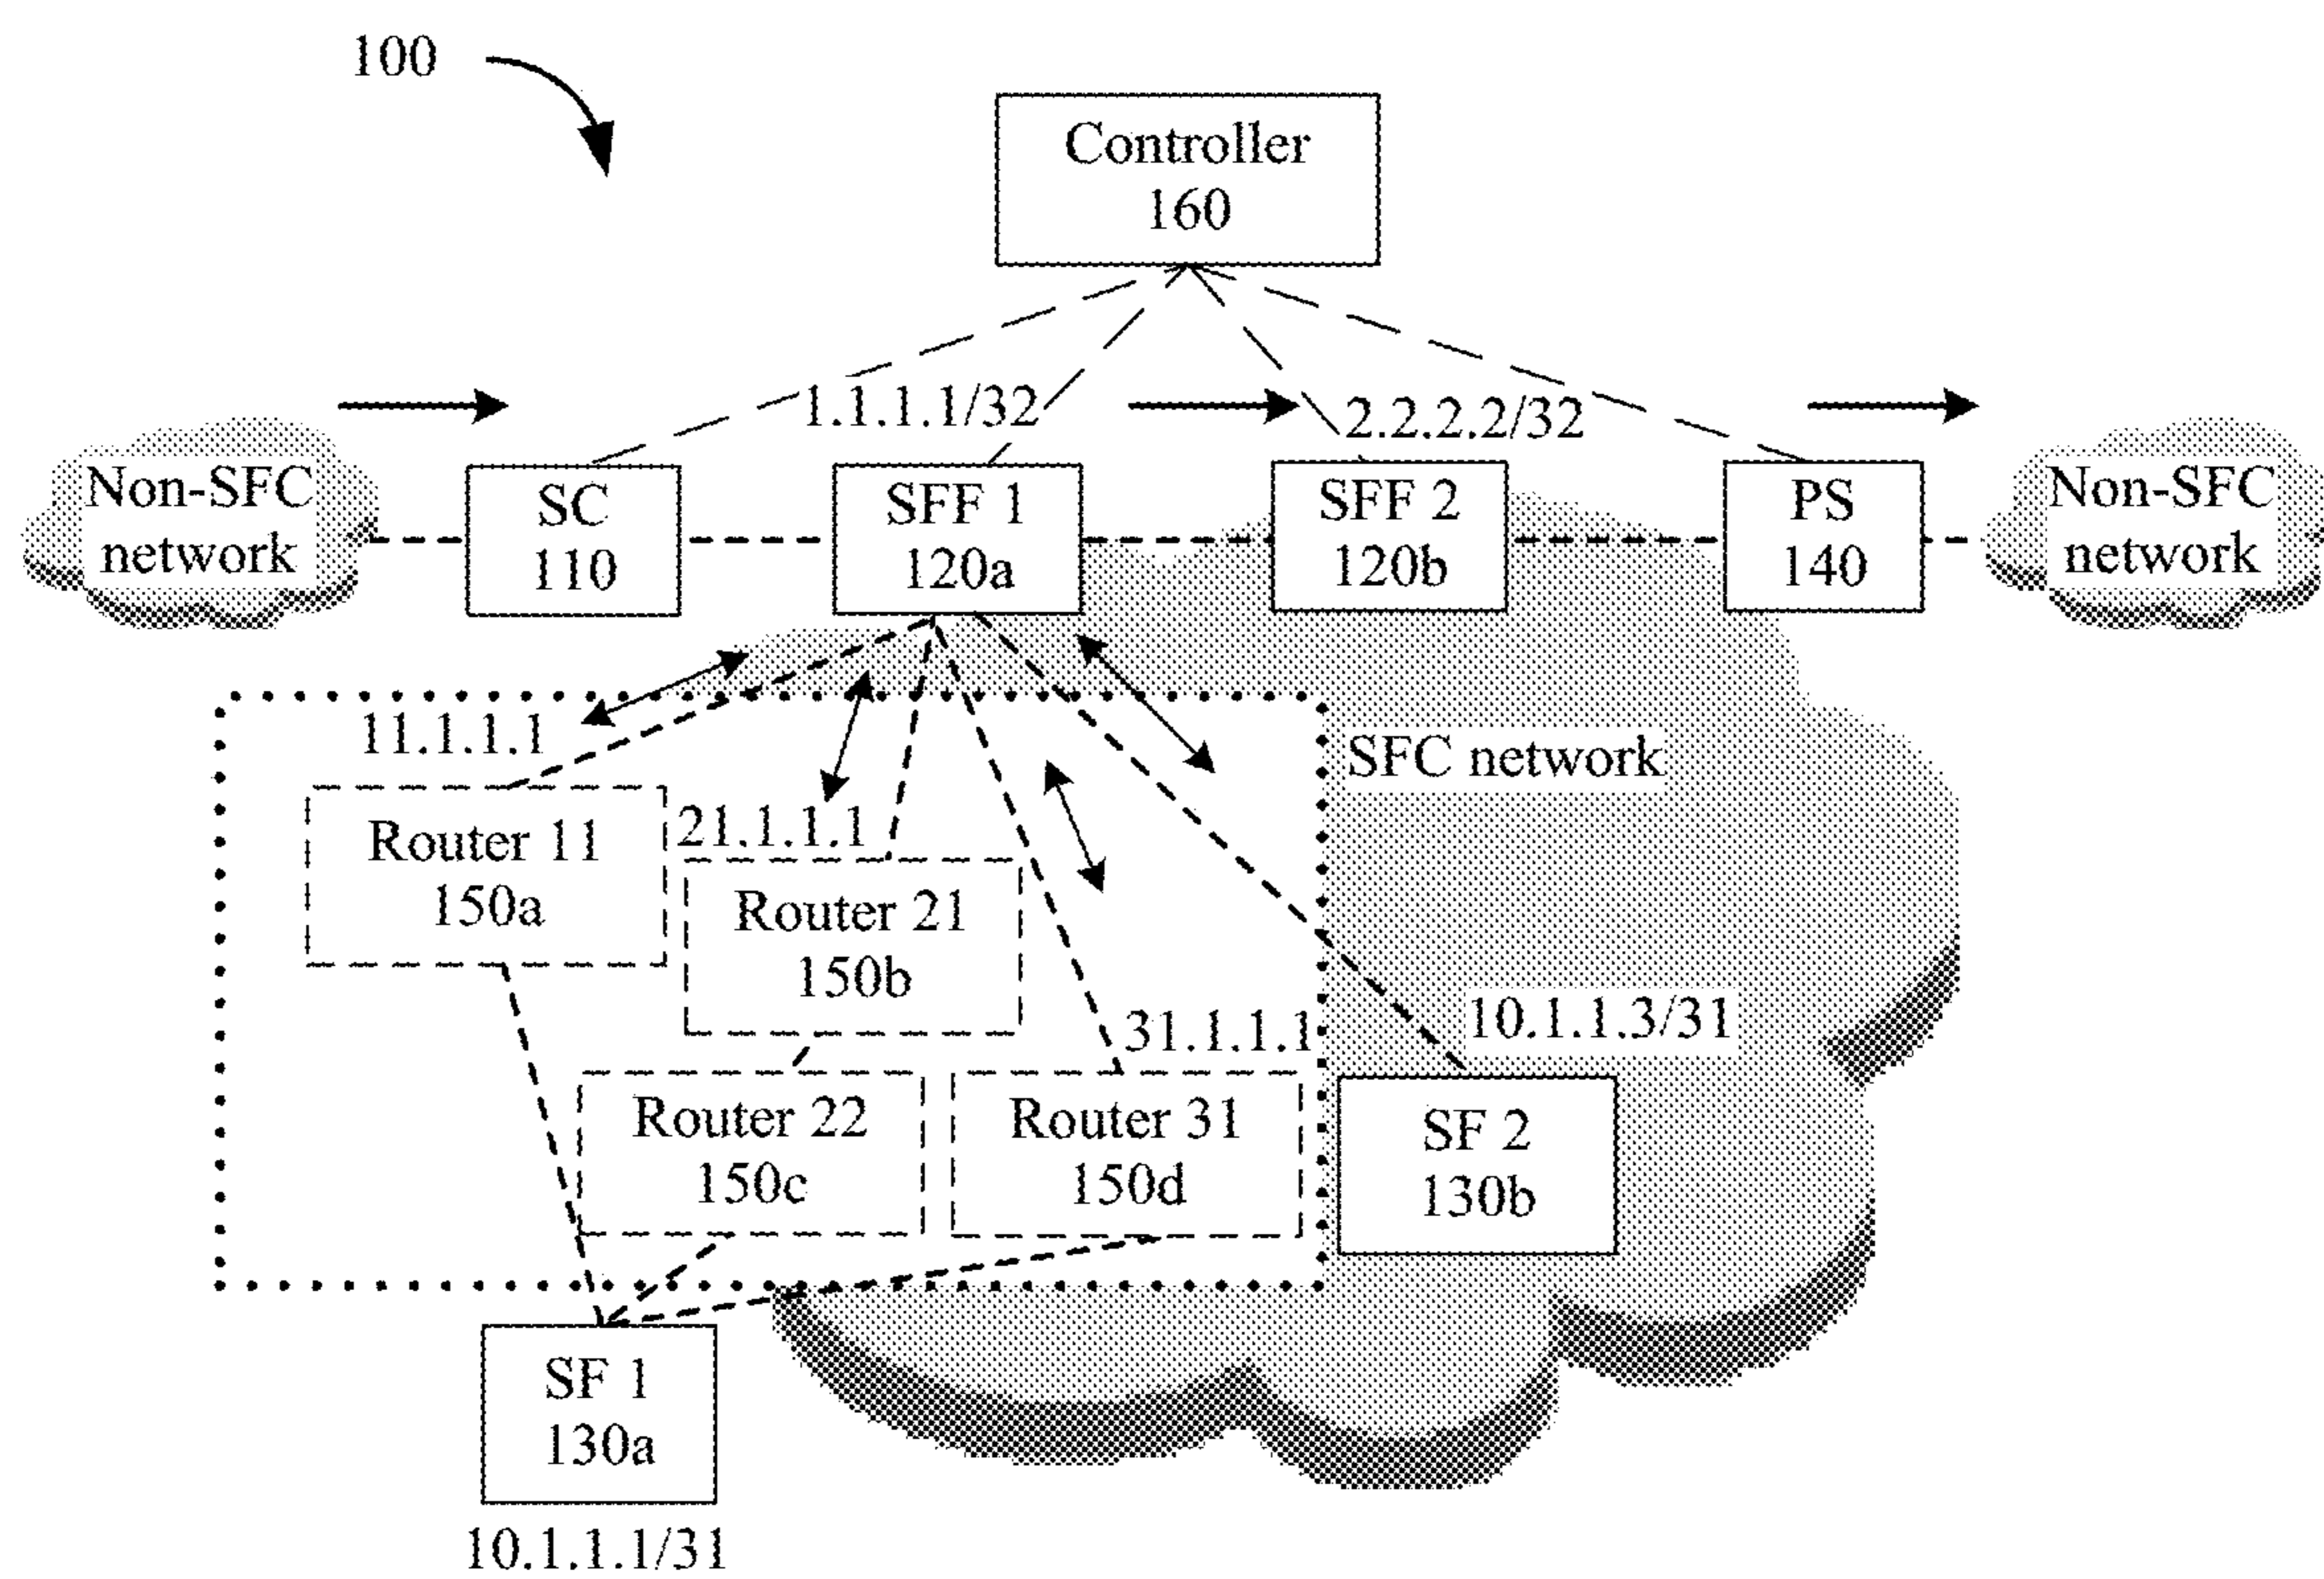 100
Controller
160
1.1.1.1/32
2.2.2.2/32
Non-SFC
network
SC
110
SFF 1
120a
SFF 2
120b
PS
140
Non-SFC
network
11.1.1.1
SFC network
21.1.1.1
Router 11
150a
Router 21
150b
31.1.1.1
10.1.1.3/31
Router 22
150c
Router 31
150d
SF 2
130b
SF 1
130a
10.1.1.1/31